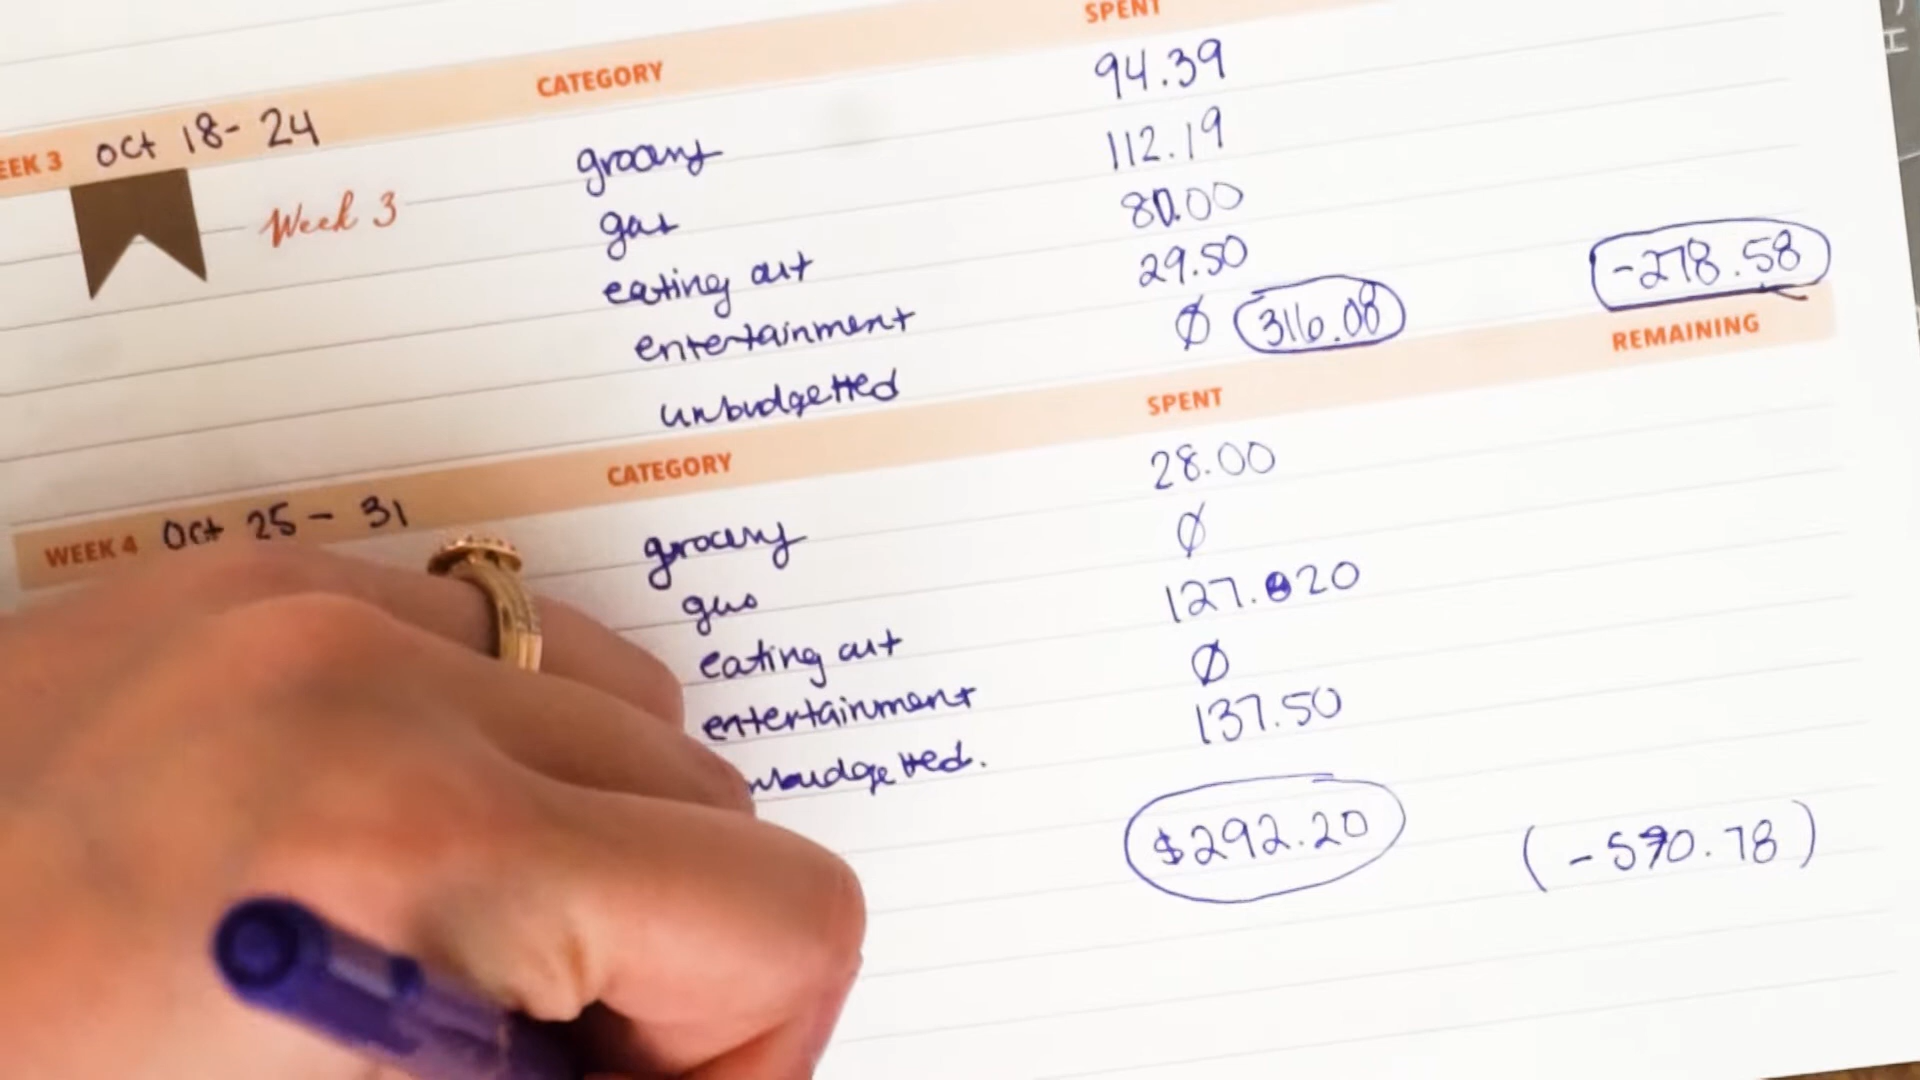 SPENT
EEK 3 oct 18-24 CATEGORY
Week 3
grocery 94.39
gas 112.19
eating out 80.00
entertainment 29.50
unbudgetted Ø 316.08 -278.58
WEEK 4 Oct 25 - 31 CATEGORY SPENT REMAINING
grocery 28.00
gas Ø
eating out 127.20
entertainment Ø
nbudgetted. 137.50
$292.20 (-570.78)